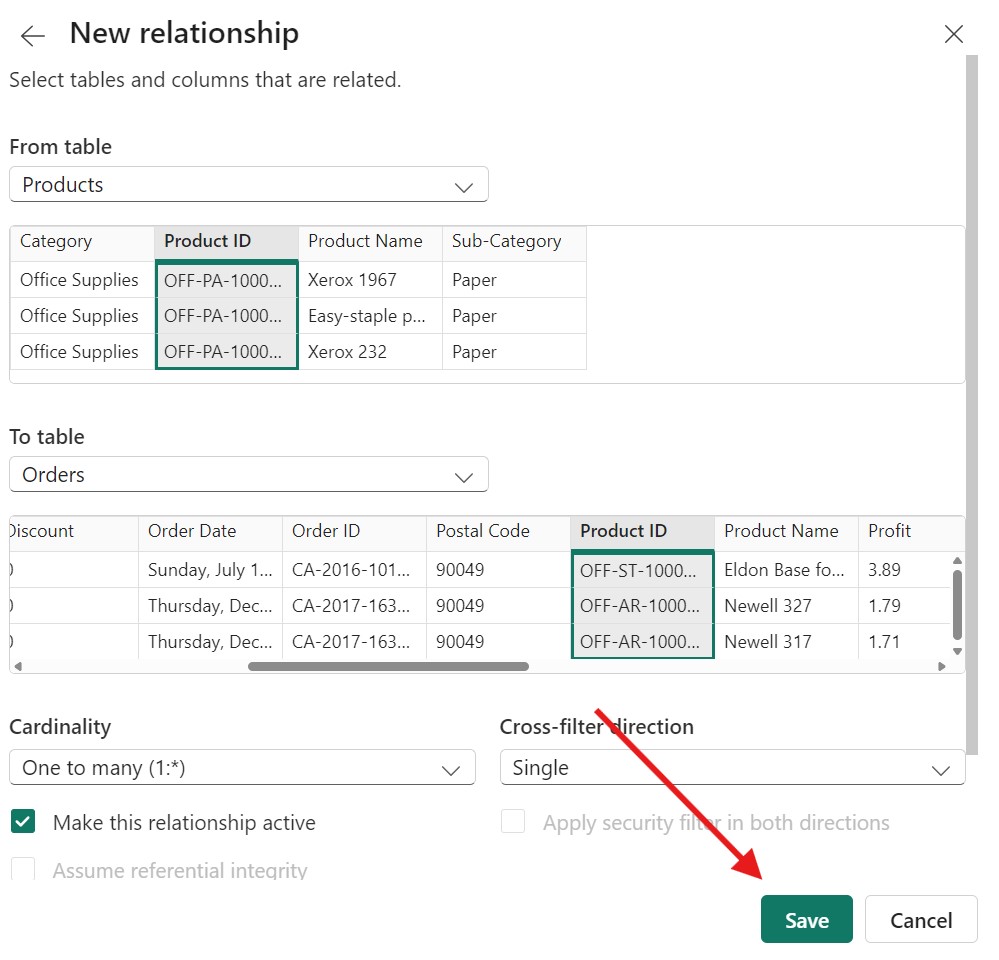 New relationship
Select tables and columns that are related.
From table
Products
Category Product ID Product Name Sub-Category
Office Supplies OFF-PA-1000... Xerox 1967 Paper
Office Supplies OFF-PA-1000... Easy-staple p... Paper
Office Supplies OFF-PA-1000... Xerox 232 Paper
To table
Orders
Discount Order Date Order ID Postal Code Product ID Product Name Profit
Sunday, July 1... CA-2016-101... 90049 OFF-ST-1000... Eldon Base fo... 3.89
Thursday, Dec... CA-2017-163... 90049 OFF-AR-1000... Newell 327 1.79
Thursday, Dec... CA-2017-163... 90049 OFF-AR-1000... Newell 317 1.71
Cardinality Cross-filter direction
One to many (1:*) Single
Make this relationship active Apply security filter in both directions
Assume referential integrity
Save Cancel